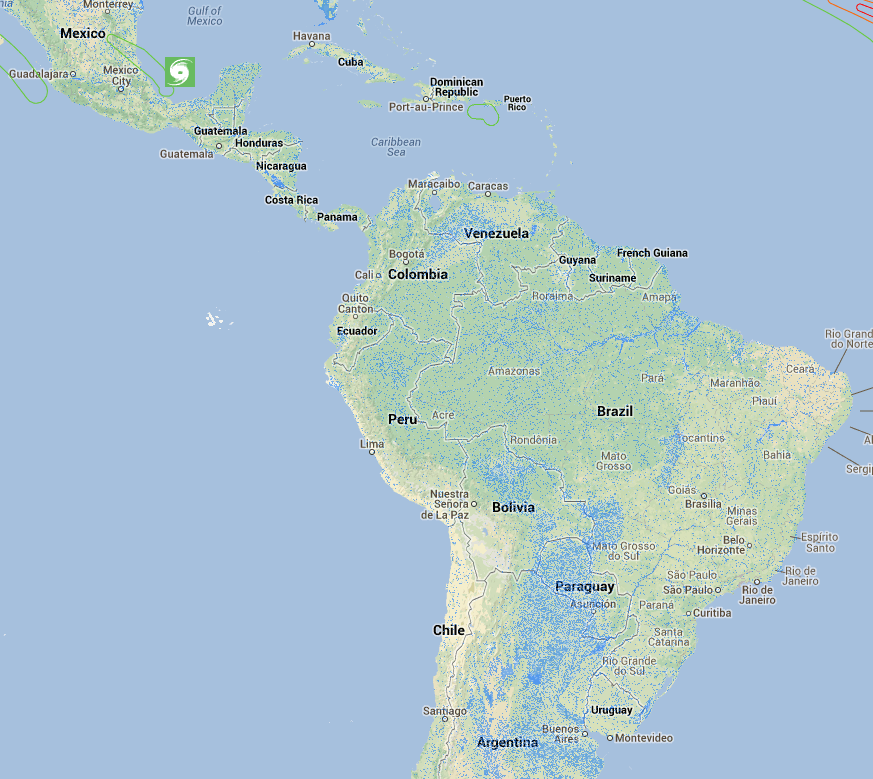 Monterrey
Gulf of
Mexico
Mexico
Havana
Guadalajara
Mexico
City
Cuba
Dominican
Republic
Port-au-Prince
Puerto
Rico
Guatemala
Honduras
Guatemala
Caribbean
Sea
Nicaragua
Maracaibo
Caracas
Costa Rica
Panama
Venezuela
Bogotá
Guyana
French Guiana
Cali
Colombia
Suriname
Quito
Canton
Roraima
Amapá
Ecuador
Rio Grand
do Norte
Amazonas
Pará
Ceará
Maranhão
Piauí
Peru
Acre
Brazil
Lima
Rondônia
Tocantins
Al
Mato
Grosso
Bahia
Sergip
Nuestra
Señora
de La Paz
Bolivia
Goiás
Brasilia
Minas
Gerais
Mato Grosso
do Sul
Belo
Horizonte
Espírito
Santo
Paraguay
Asunción
São Paulo
São Paulo
Rio de
Janeiro
Rio de
Janeiro
Paraná
Curitiba
Chile
Santa
Catarina
Rio Grande
do Sul
Santiago
Uruguay
Argentina
Buenos
Aires
Montevideo